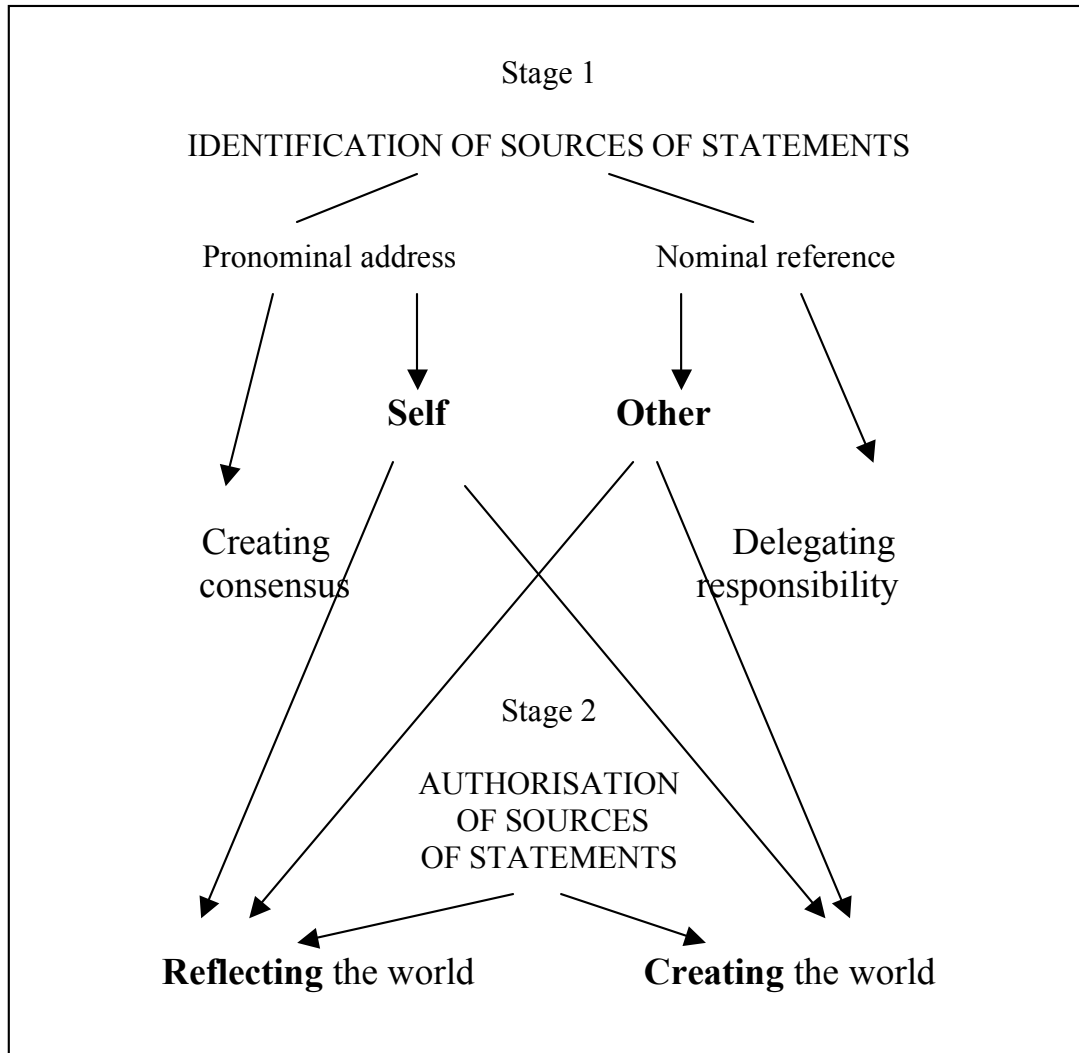 Stage 1
IDENTIFICATION OF SOURCES OF STATEMENTS
Pronominal address
Nominal reference
Self
Other
Creating
consensus
Delegating
responsibility
Stage 2
AUTHORISATION
OF SOURCES
OF STATEMENTS
Reflecting the world
Creating the world